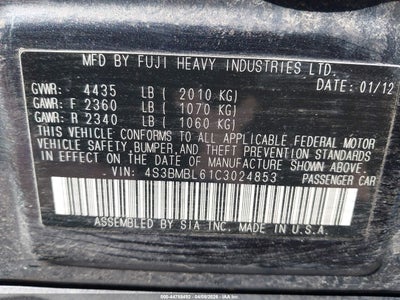 MFD BY FUJI HEAVY INDUSTRIES LTD.
DATE: 01/12
GVWR: 4435 LB ( 2010 KG)
GAWR: F 2360 LB ( 1070 KG)
GAWR: R 2340 LB ( 1060 KG)
THIS VEHICLE CONFORMS TO ALL APPLICABLE FEDERAL MOTOR
VEHICLE SAFETY, BUMPER, AND THEFT PREVENTION STANDARDS
IN EFFECT ON THE DATE OF MANUFACTURE SHOWN ABOVE.
VIN: 4S3BMBL61C3024853 PASSENGER CAR
ASSEMBLED BY SIA INC. MADE IN U.S.A.